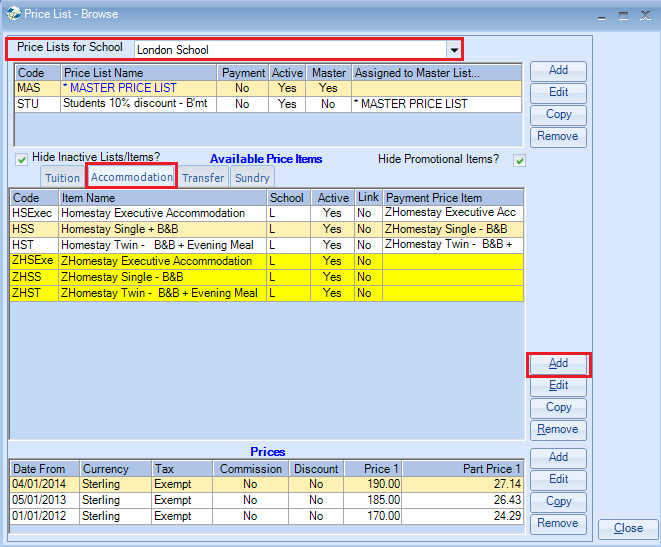 Price List - Browse
Price Lists for School London School
Code Price List Name Payment Active Master Assigned to Master List...
MAS * MASTER PRICE LIST No Yes Yes
STU Students 10% discount - B'mt No Yes No * MASTER PRICE LIST
Add
Edit
Copy
Remove
Hide Inactive Lists/Items? Available Price Items Hide Promotional Items?
Tuition Accommodation Transfer Sundry
Code Item Name School Active Link Payment Price Item
HSExec Homestay Executive Accommodation L Yes No ZHomestay Executive Acc
HSS Homestay Single + B&B L Yes No ZHomestay Single - B&B
HST Homestay Twin - B&B + Evening Meal L Yes No ZHomestay Twin - B&B +
ZHSExe ZHomestay Executive Accommodation L Yes No
ZHSS ZHomestay Single - B&B L Yes No
ZHST ZHomestay Twin - B&B + Evening Meal L Yes No
Add
Edit
Copy
Remove
Prices
Date From Currency Tax Commission Discount Price 1 Part Price 1
04/01/2014 Sterling Exempt No No 190.00 27.14
05/01/2013 Sterling Exempt No No 185.00 26.43
01/01/2012 Sterling Exempt No No 170.00 24.29
Add
Edit
Copy
Remove
Close